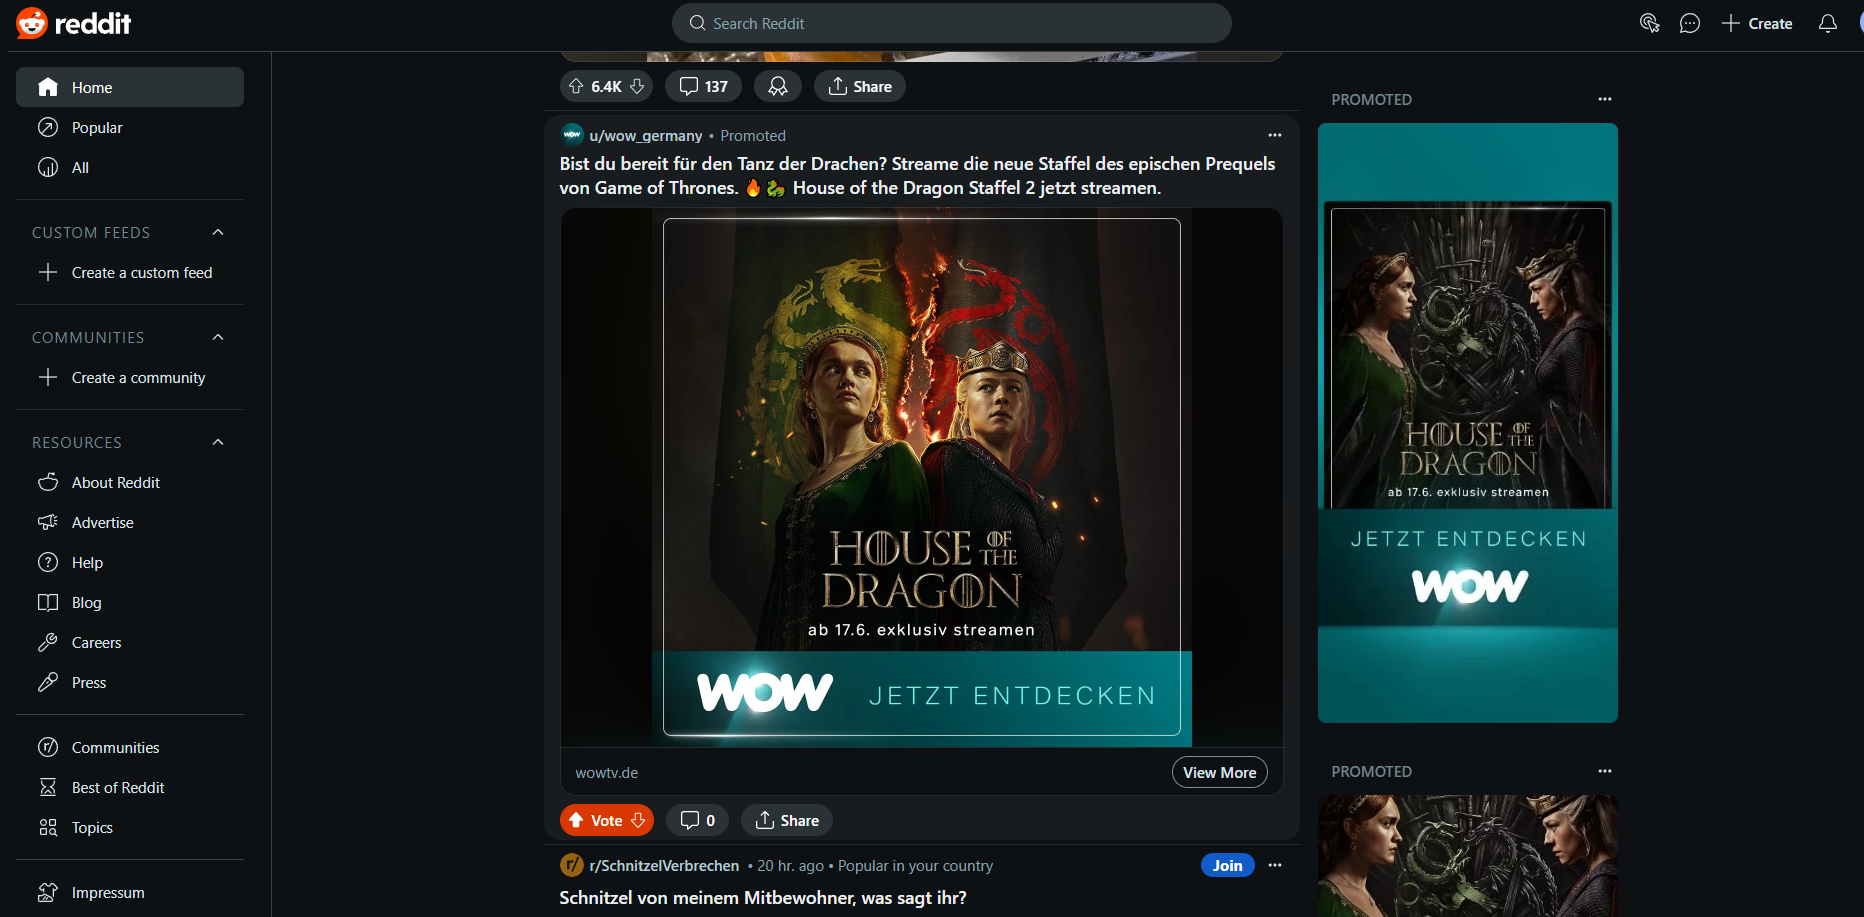 reddit
Search Reddit
Create
Home
Popular
All
CUSTOM FEEDS
Create a custom feed
COMMUNITIES
Create a community
RESOURCES
About Reddit
Advertise
Help
Blog
Careers
Press
Communities
Best of Reddit
Topics
Impressum
6.4K
137
Share
wow
u/wow_germany • Promoted
Bist du bereit für den Tanz der Drachen? Streame die neue Staffel des epischen Prequels
von Game of Thrones. 🔥🐉 House of the Dragon Staffel 2 jetzt streamen.
HOUSE OF THE
DRAGON
ab 17.6. exklusiv streamen
WOW JETZT ENTDECKEN
wowtv.de
View More
Vote
0
Share
r/ r/SchnitzelVerbrechen • 20 hr. ago • Popular in your country
Join
Schnitzel von meinem Mitbewohner, was sagt ihr?
PROMOTED
HOUSE OF THE
DRAGON
ab 17.6. exklusiv streamen
JETZT ENTDECKEN
WOW
PROMOTED